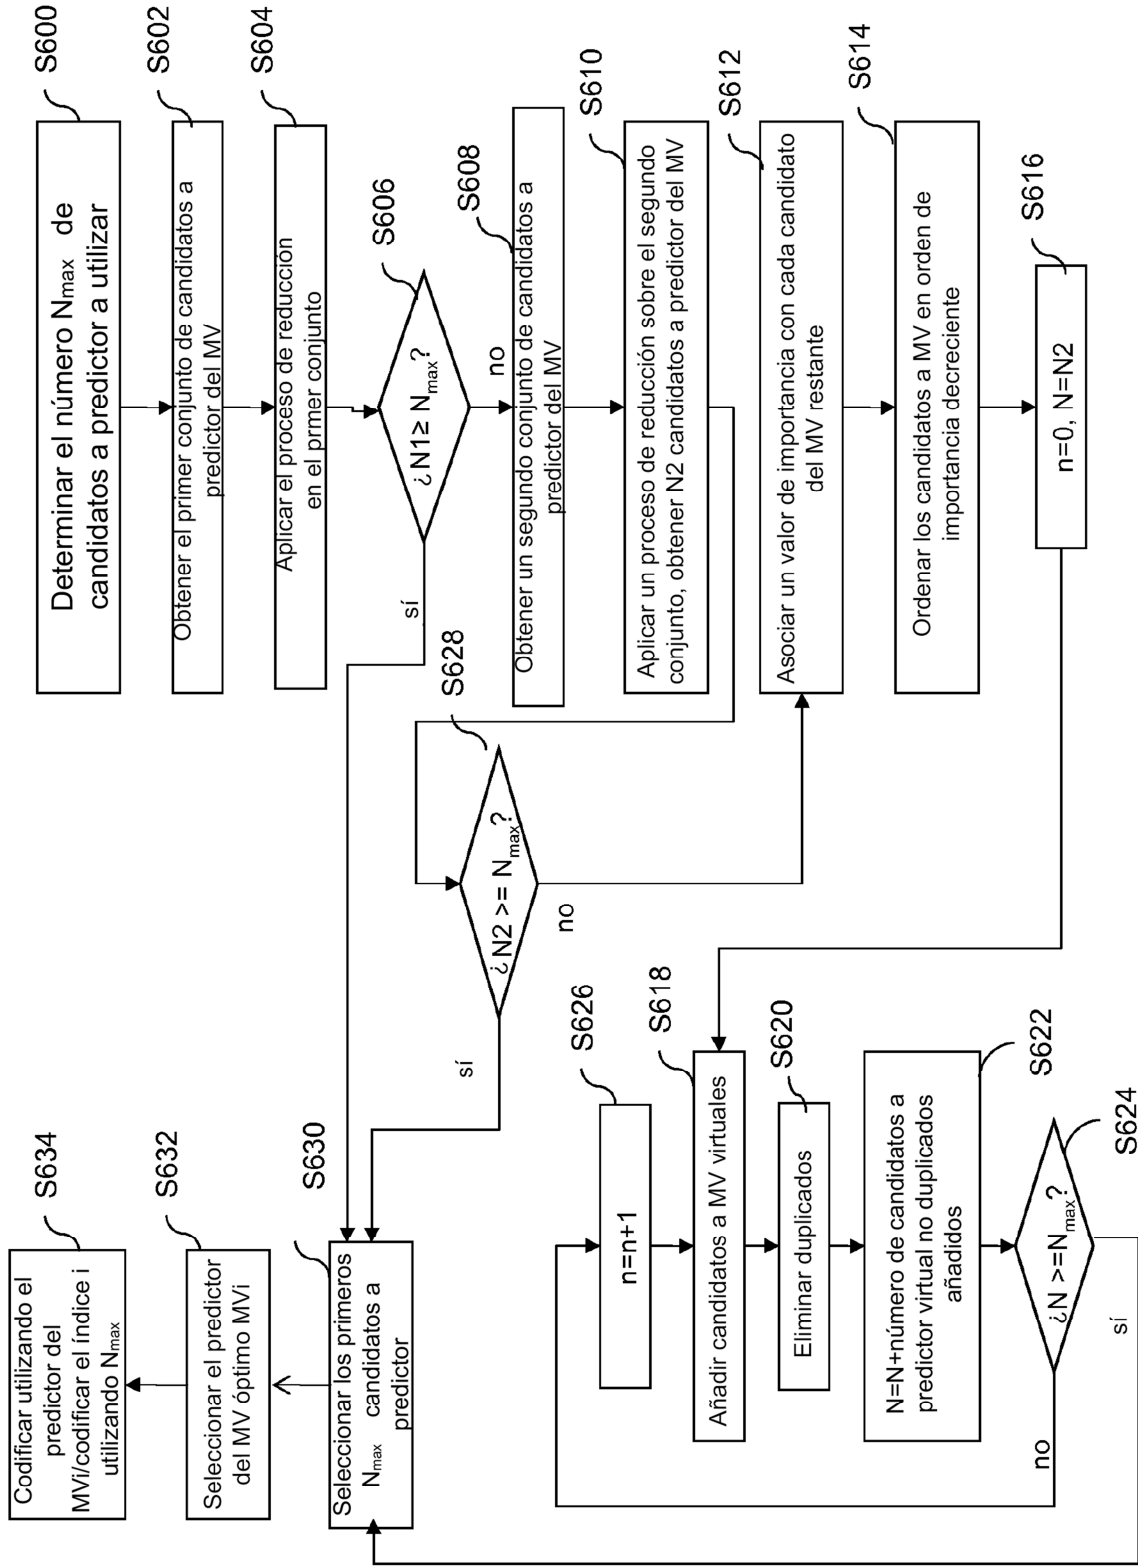 S600
Determinar el número Nmax de
candidatos a predictor a utilizar
S602
Obtener el primer conjunto de candidatos a
predictor del MV
S604
Aplicar el proceso de reducción
en el prmer conjunto
S606
¿N1≥ Nmax?
sí
no
S608
Obtener un segundo conjunto de candidatos a
predictor del MV
S610
Aplicar un proceso de reducción sobre el segundo
conjunto, obtener N2 candidatos a predictor del MV
S628
¿N2 >= Nmax?
sí
no
S612
Asociar un valor de importancia con cada candidato
del MV restante
S614
Ordenar los candidatos a MV en orden de
importancia decreciente
S616
n=0, N=N2
S626
n=n+1
S618
Añadir candidatos a MV virtuales
S620
Eliminar duplicados
S622
N=N+número de candidatos a
predictor virtual no duplicados
añadidos
S624
¿N >=Nmax?
no
sí
S630
Seleccionar los primeros
Nmax candidatos a
predictor
S632
Seleccionar el predictor
del MV óptimo MVi
S634
Codificar utilizando el
predictor del
MVi/codificar el índice i
utilizando Nmax